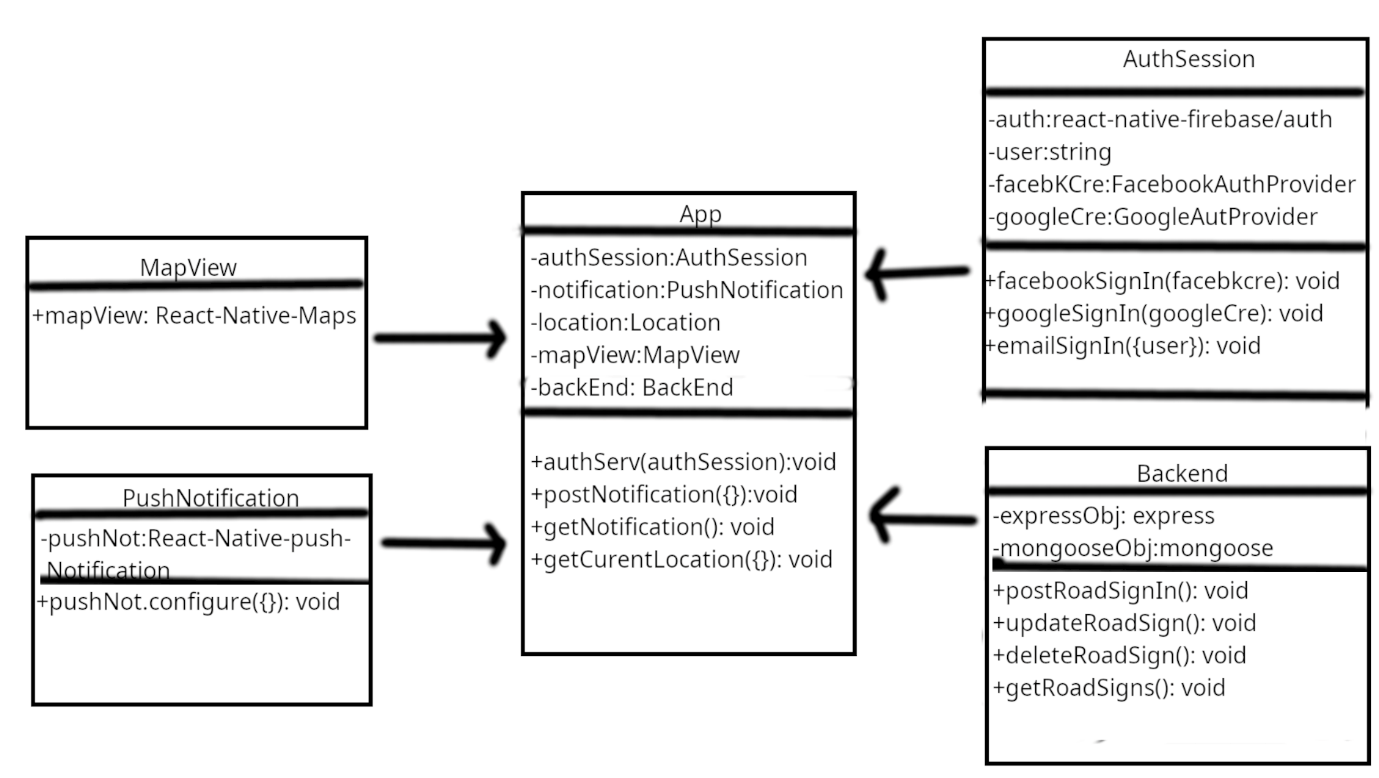 MapView
+mapView: React-Native-Maps
PushNotification
-pushNot:React-Native-push-
-Notification
+pushNot.configure({}): void
App
-authSession:AuthSession
-notification:PushNotification
-location:Location
-mapView:MapView
-backEnd: BackEnd
+authServ(authSession):void
+postNotification({}):void
+getNotification(): void
+getCurentLocation({}): void
AuthSession
-auth:react-native-firebase/auth
-user:string
-facebKCre:FacebookAuthProvider
-googleCre:GoogleAutProvider
+facebookSignIn(facebkcre): void
+googleSignIn(googleCre): void
+emailSignIn({user}): void
Backend
-expressObj: express
-mongooseObj:mongoose
+postRoadSignIn(): void
+updateRoadSign(): void
+deleteRoadSign(): void
+getRoadSigns(): void